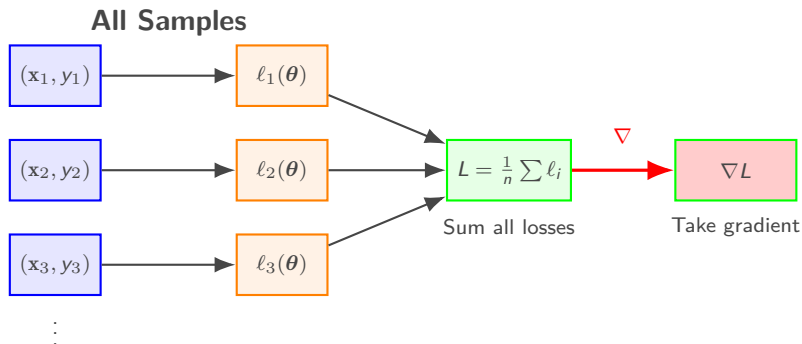 All Samples
(x₁, y₁)
ℓ₁(θ)
(x₂, y₂)
ℓ₂(θ)
L = 1/n ∑ ℓᵢ
∇
∇L
Sum all losses
Take gradient
(x₃, y₃)
ℓ₃(θ)
⋮